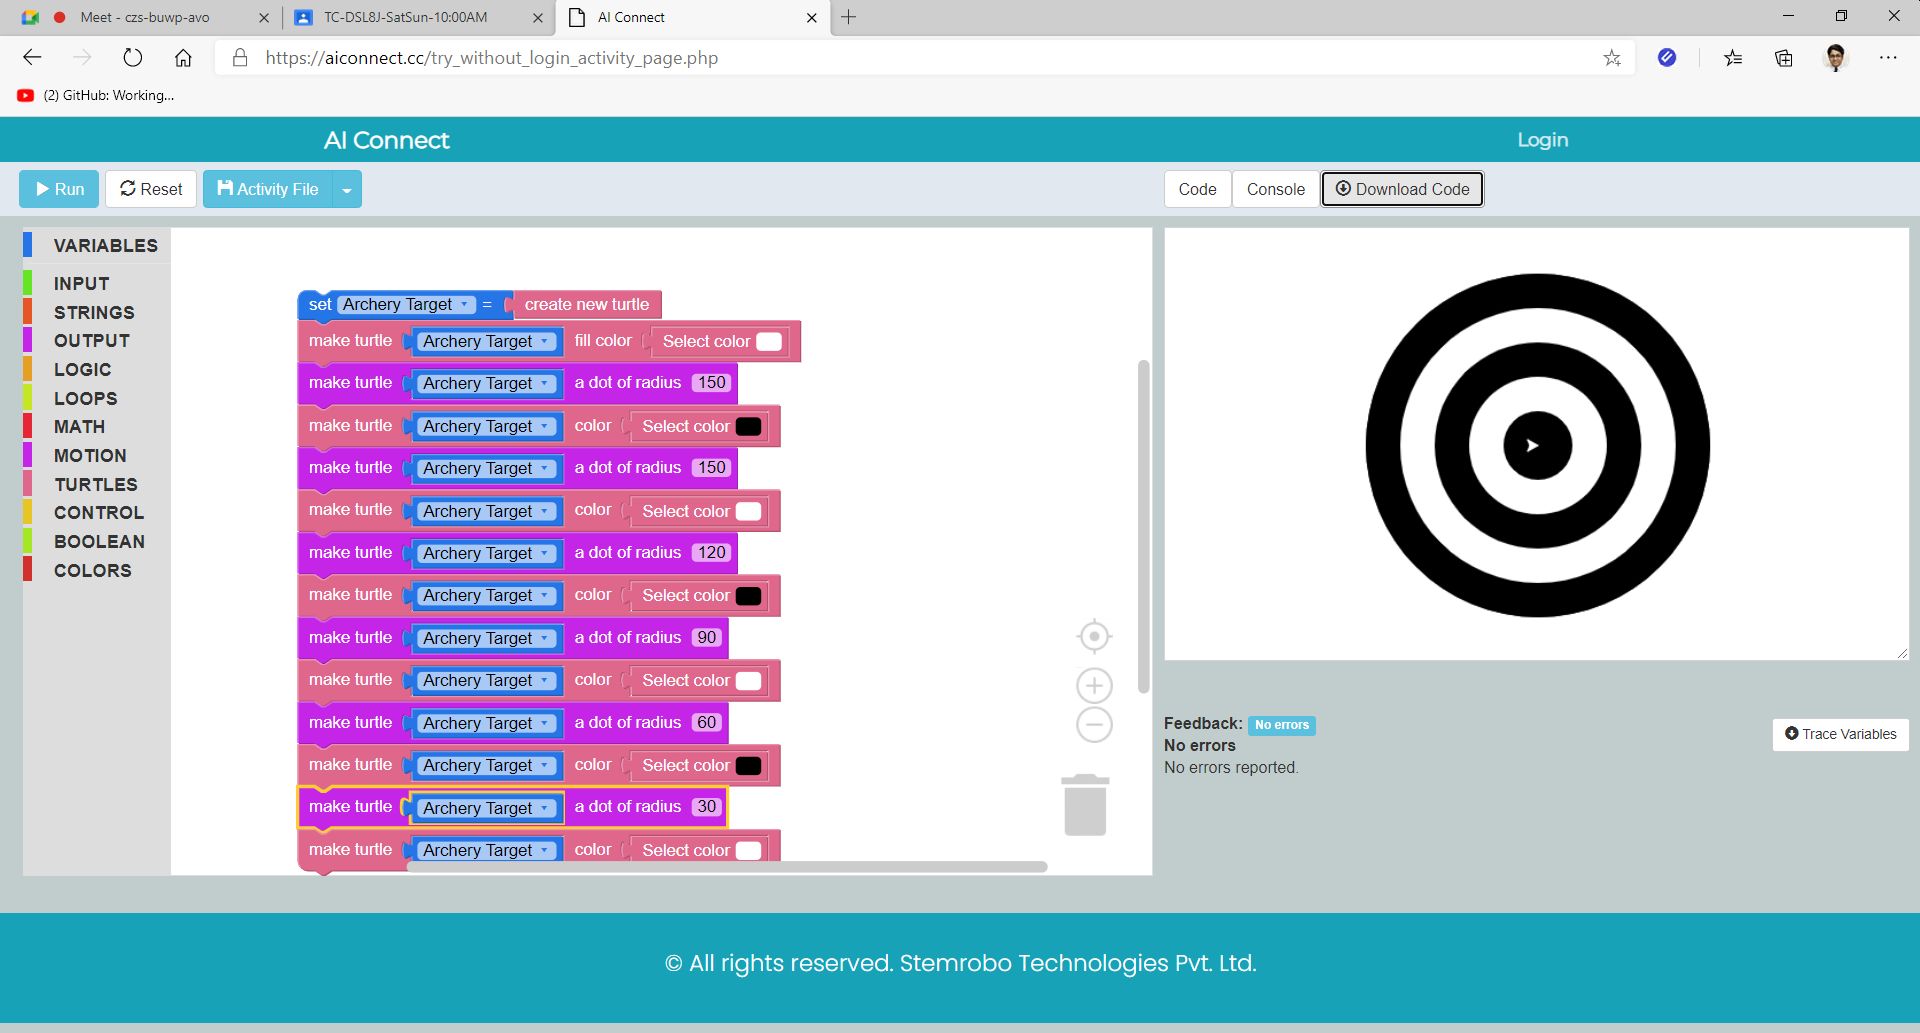 Meet - czs-buwp-avo
TC-DSL8J-SatSun-10:00AM
AI Connect
https://aiconnect.cc/try_without_login_activity_page.php
(2) GitHub: Working...
AI Connect
Login
Run
Reset
Activity File
Code
Console
Download Code
VARIABLES
INPUT
STRINGS
OUTPUT
LOGIC
LOOPS
MATH
MOTION
TURTLES
CONTROL
BOOLEAN
COLORS
set Archery Target = create new turtle
make turtle Archery Target fill color Select color
make turtle Archery Target a dot of radius 150
make turtle Archery Target color Select color
make turtle Archery Target a dot of radius 150
make turtle Archery Target color Select color
make turtle Archery Target a dot of radius 120
make turtle Archery Target color Select color
make turtle Archery Target a dot of radius 90
make turtle Archery Target color Select color
make turtle Archery Target a dot of radius 60
make turtle Archery Target color Select color
make turtle Archery Target a dot of radius 30
make turtle Archery Target color Select color
Feedback: No errors
No errors
No errors reported.
Trace Variables
© All rights reserved. Stemrobo Technologies Pvt. Ltd.